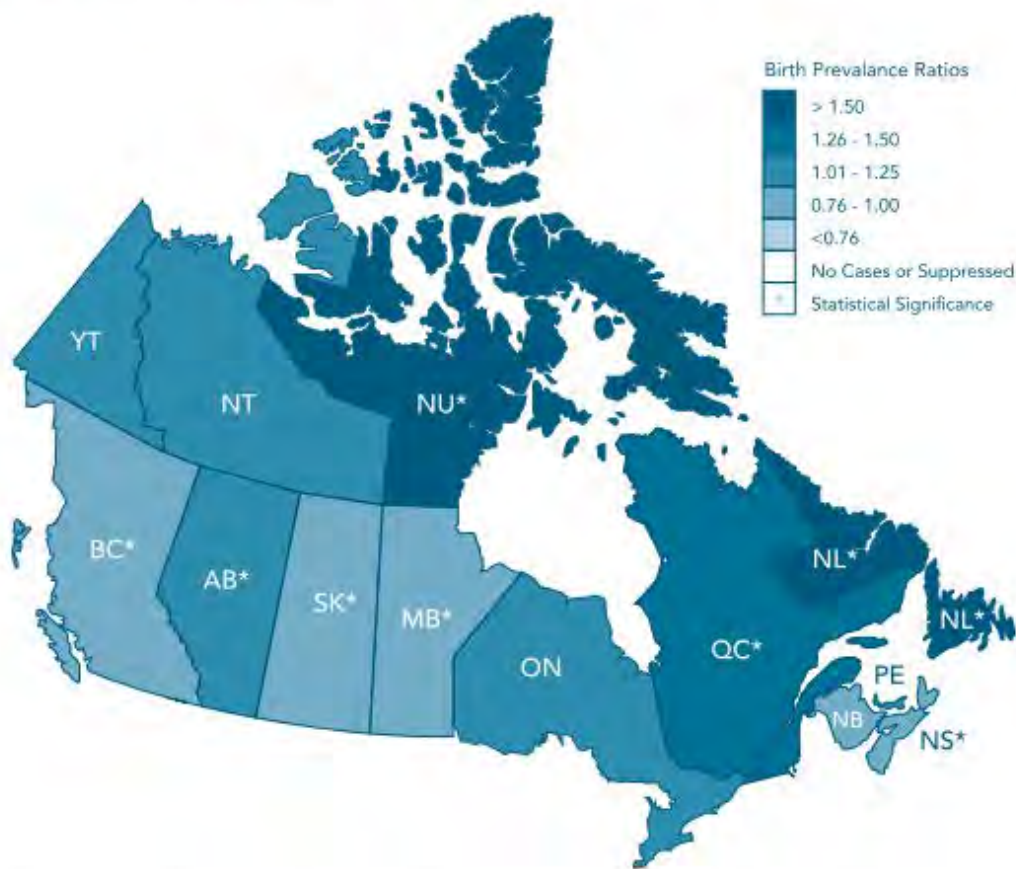 Birth Prevalance Ratios
> 1.50
1.26 - 1.50
1.01 - 1.25
0.76 - 1.00
<0.76
No Cases or Suppressed
* Statistical Significance
YT
NT
NU*
BC*
AB*
SK*
MB*
ON
QC*
NL*
NL*
PE
NB
NS*